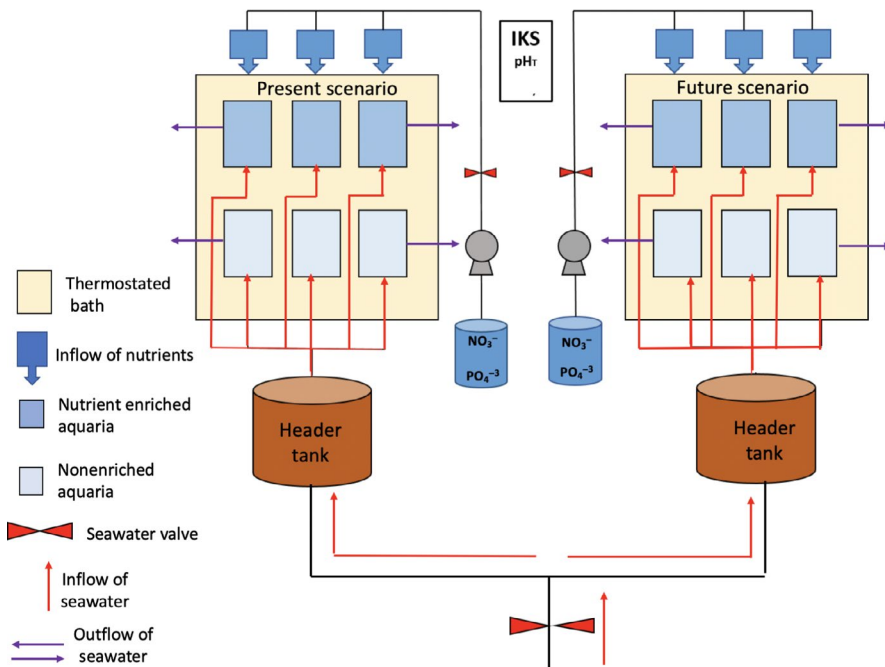 IKS
pHT
Present scenario
Future scenario
Thermostated
bath
Inflow of nutrients
NO₃⁻
PO₄⁻³
NO₃⁻
PO₄⁻³
Nutrient enriched
aquaria
Header
tank
Header
tank
Nonenriched
aquaria
Seawater valve
Inflow of
seawater
Outflow of
seawater